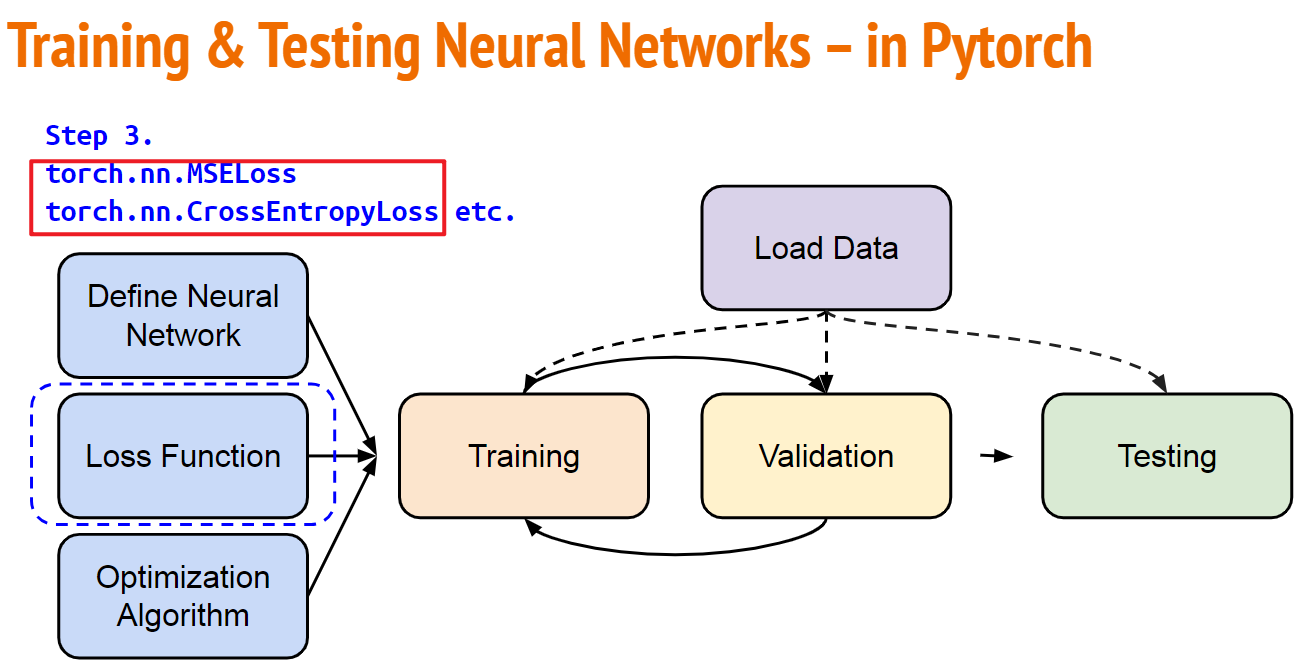 Training & Testing Neural Networks – in Pytorch
Step 3.
torch.nn.MSELoss
torch.nn.CrossEntropyLoss etc.
Define Neural
Network
Loss Function
Optimization
Algorithm
Load Data
Training
Validation
Testing